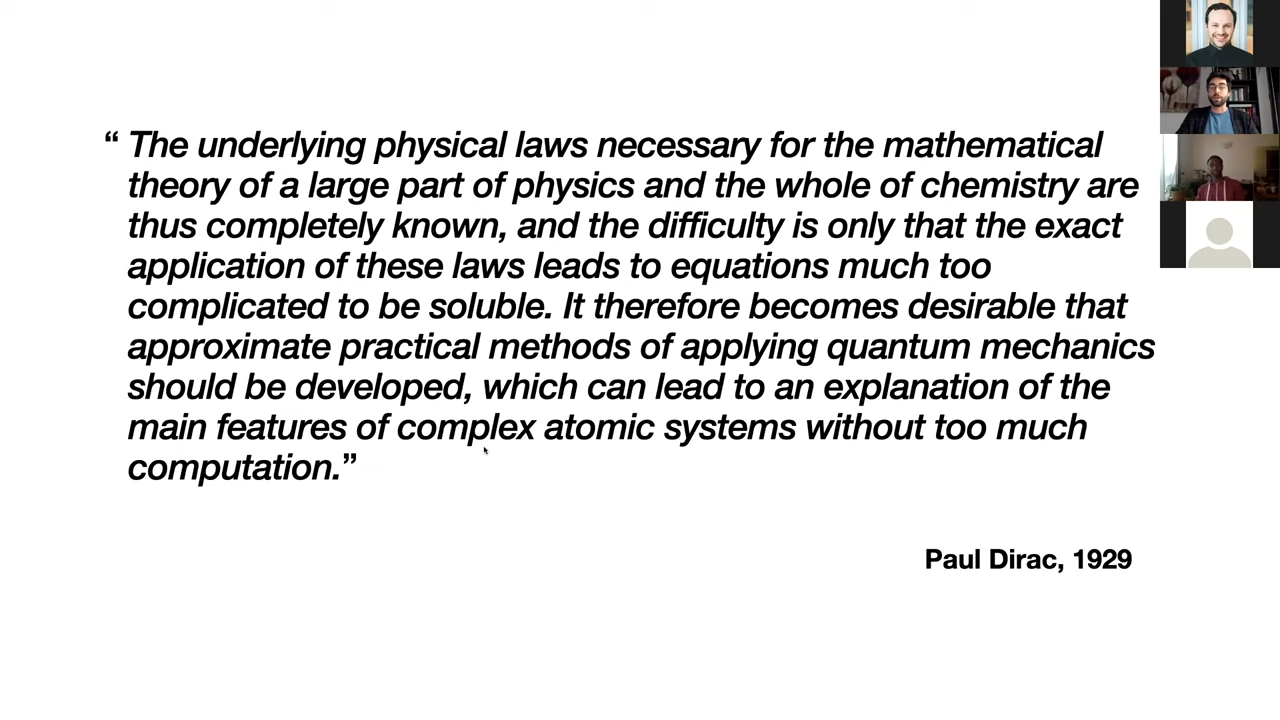 “ The underlying physical laws necessary for the mathematical
theory of a large part of physics and the whole of chemistry are
thus completely known, and the difficulty is only that the exact
application of these laws leads to equations much too
complicated to be soluble. It therefore becomes desirable that
approximate practical methods of applying quantum mechanics
should be developed, which can lead to an explanation of the
main features of complex atomic systems without too much
computation.”
Paul Dirac, 1929